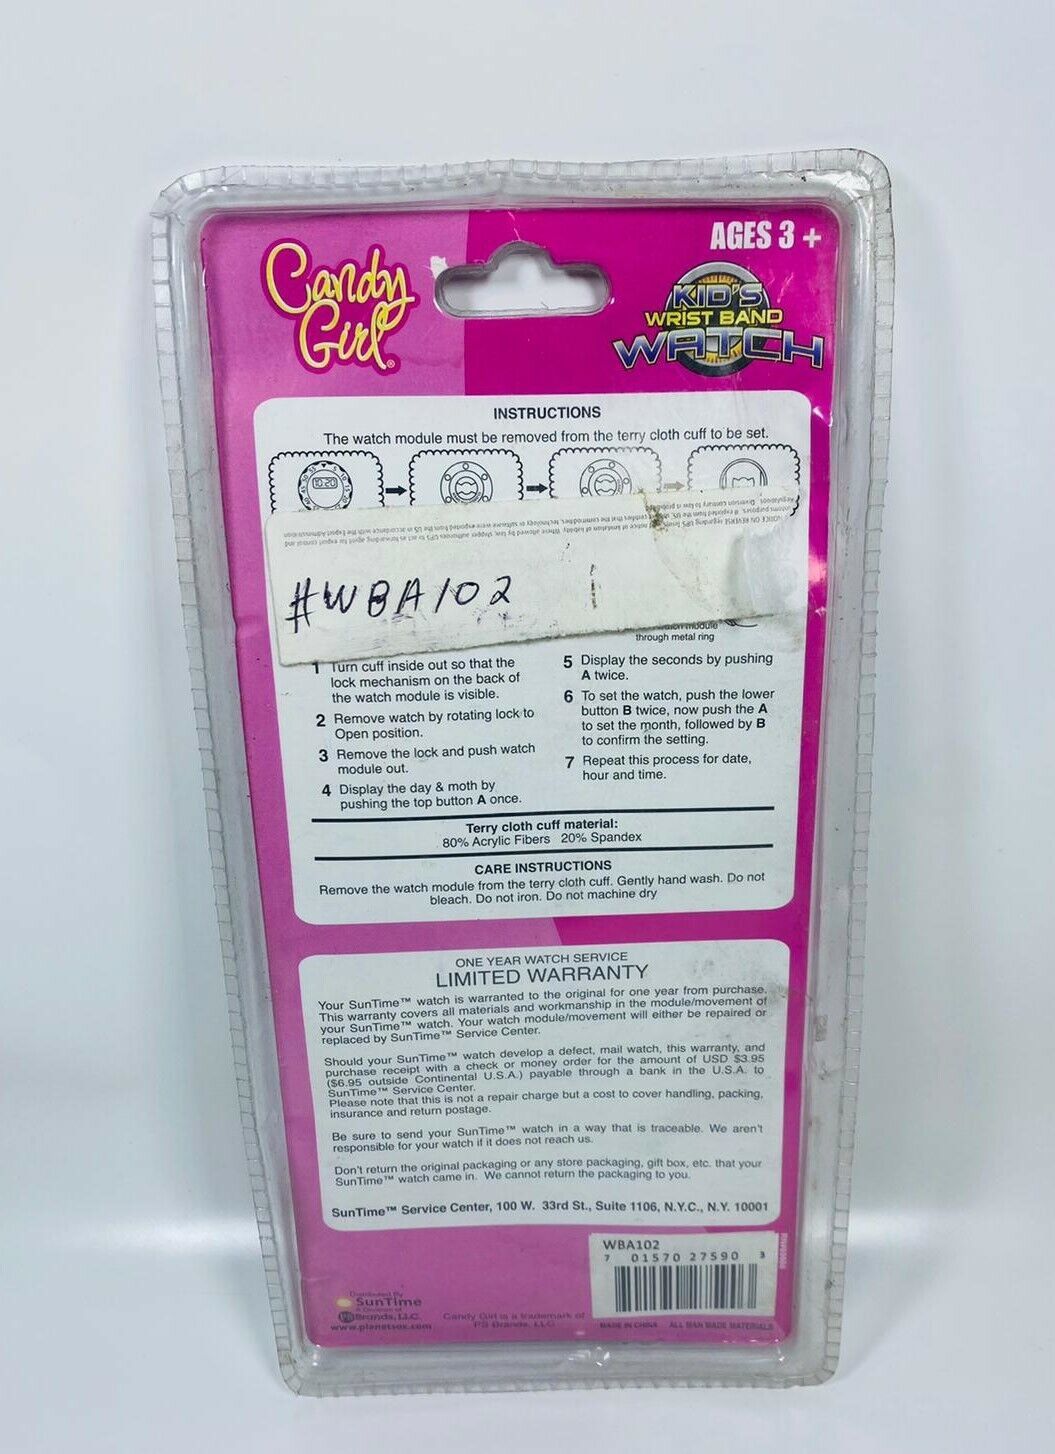 Candy
Girl®
AGES 3 +
KID'S
WRIST BAND
WATCH
INSTRUCTIONS
The watch module must be removed from the terry cloth cuff to be set.
10:20
#WBA102
module
through metal ring
1 Turn cuff inside out so that the
lock mechanism on the back of
the watch module is visible.
2 Remove watch by rotating lock to
Open position.
3 Remove the lock and push watch
module out.
4 Display the day & moth by
pushing the top button A once.
5 Display the seconds by pushing
A twice.
6 To set the watch, push the lower
button B twice, now push the A
to set the month, followed by B
to confirm the setting.
7 Repeat this process for date,
hour and time.
Terry cloth cuff material:
80% Acrylic Fibers 20% Spandex
CARE INSTRUCTIONS
Remove the watch module from the terry cloth cuff. Gently hand wash. Do not
bleach. Do not iron. Do not machine dry
ONE YEAR WATCH SERVICE
LIMITED WARRANTY
Your SunTime™ watch is warranted to the original for one year from purchase.
This warranty covers all materials and workmanship in the module/movement of
your SunTime™ watch. Your watch module/movement will either be repaired or
replaced by SunTime™ Service Center.
Should your SunTime™ watch develop a defect, mail watch, this warranty, and
purchase receipt with a check or money order for the amount of USD $3.95
($6.95 outside Continental U.S.A.) payable through a bank in the U.S.A. to
SunTime™ Service Center.
Please note that this is not a repair charge but a cost to cover handling, packing,
insurance and return postage.
Be sure to send your SunTime™ watch in a way that is traceable. We aren't
responsible for your watch if it does not reach us.
Don't return the original packaging or any store packaging, gift box, etc. that your
SunTime™ watch came in. We cannot return the packaging to you.
SunTime™ Service Center, 100 W. 33rd St., Suite 1106, N.Y.C., N.Y. 10001
WBA102
7 01570 27590 3
Distributed By
SunTime
A Division of
PS Brands, LLC.
www.planetsox.com
Candy Girl is a trademark of
PS Brands, LLC
MADE IN CHINA ALL MAN MADE MATERIALS